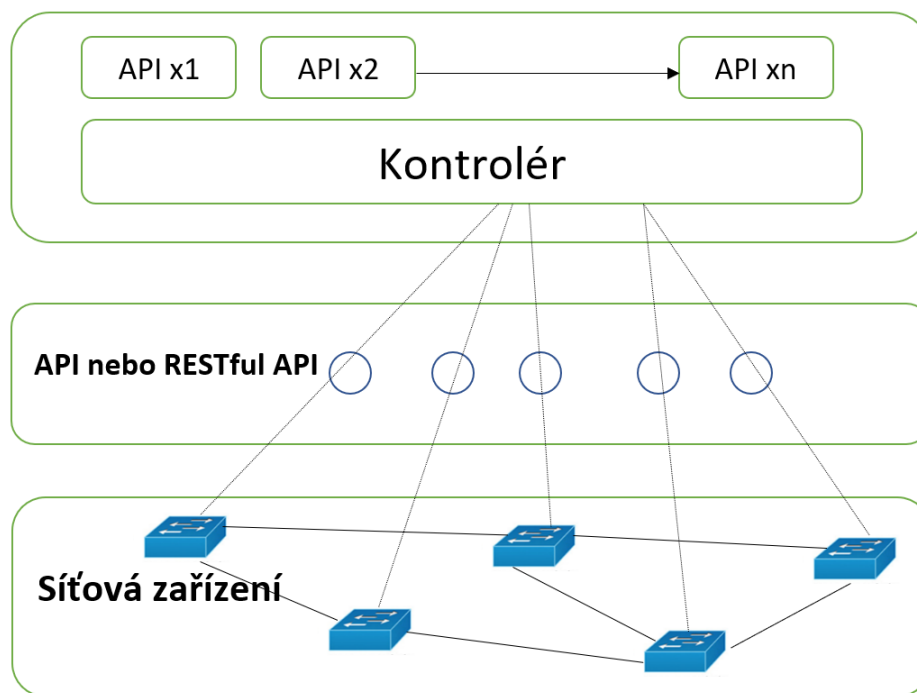 API x1
API x2
API xn
Kontrolér
API nebo RESTful API
Síťová zařízení